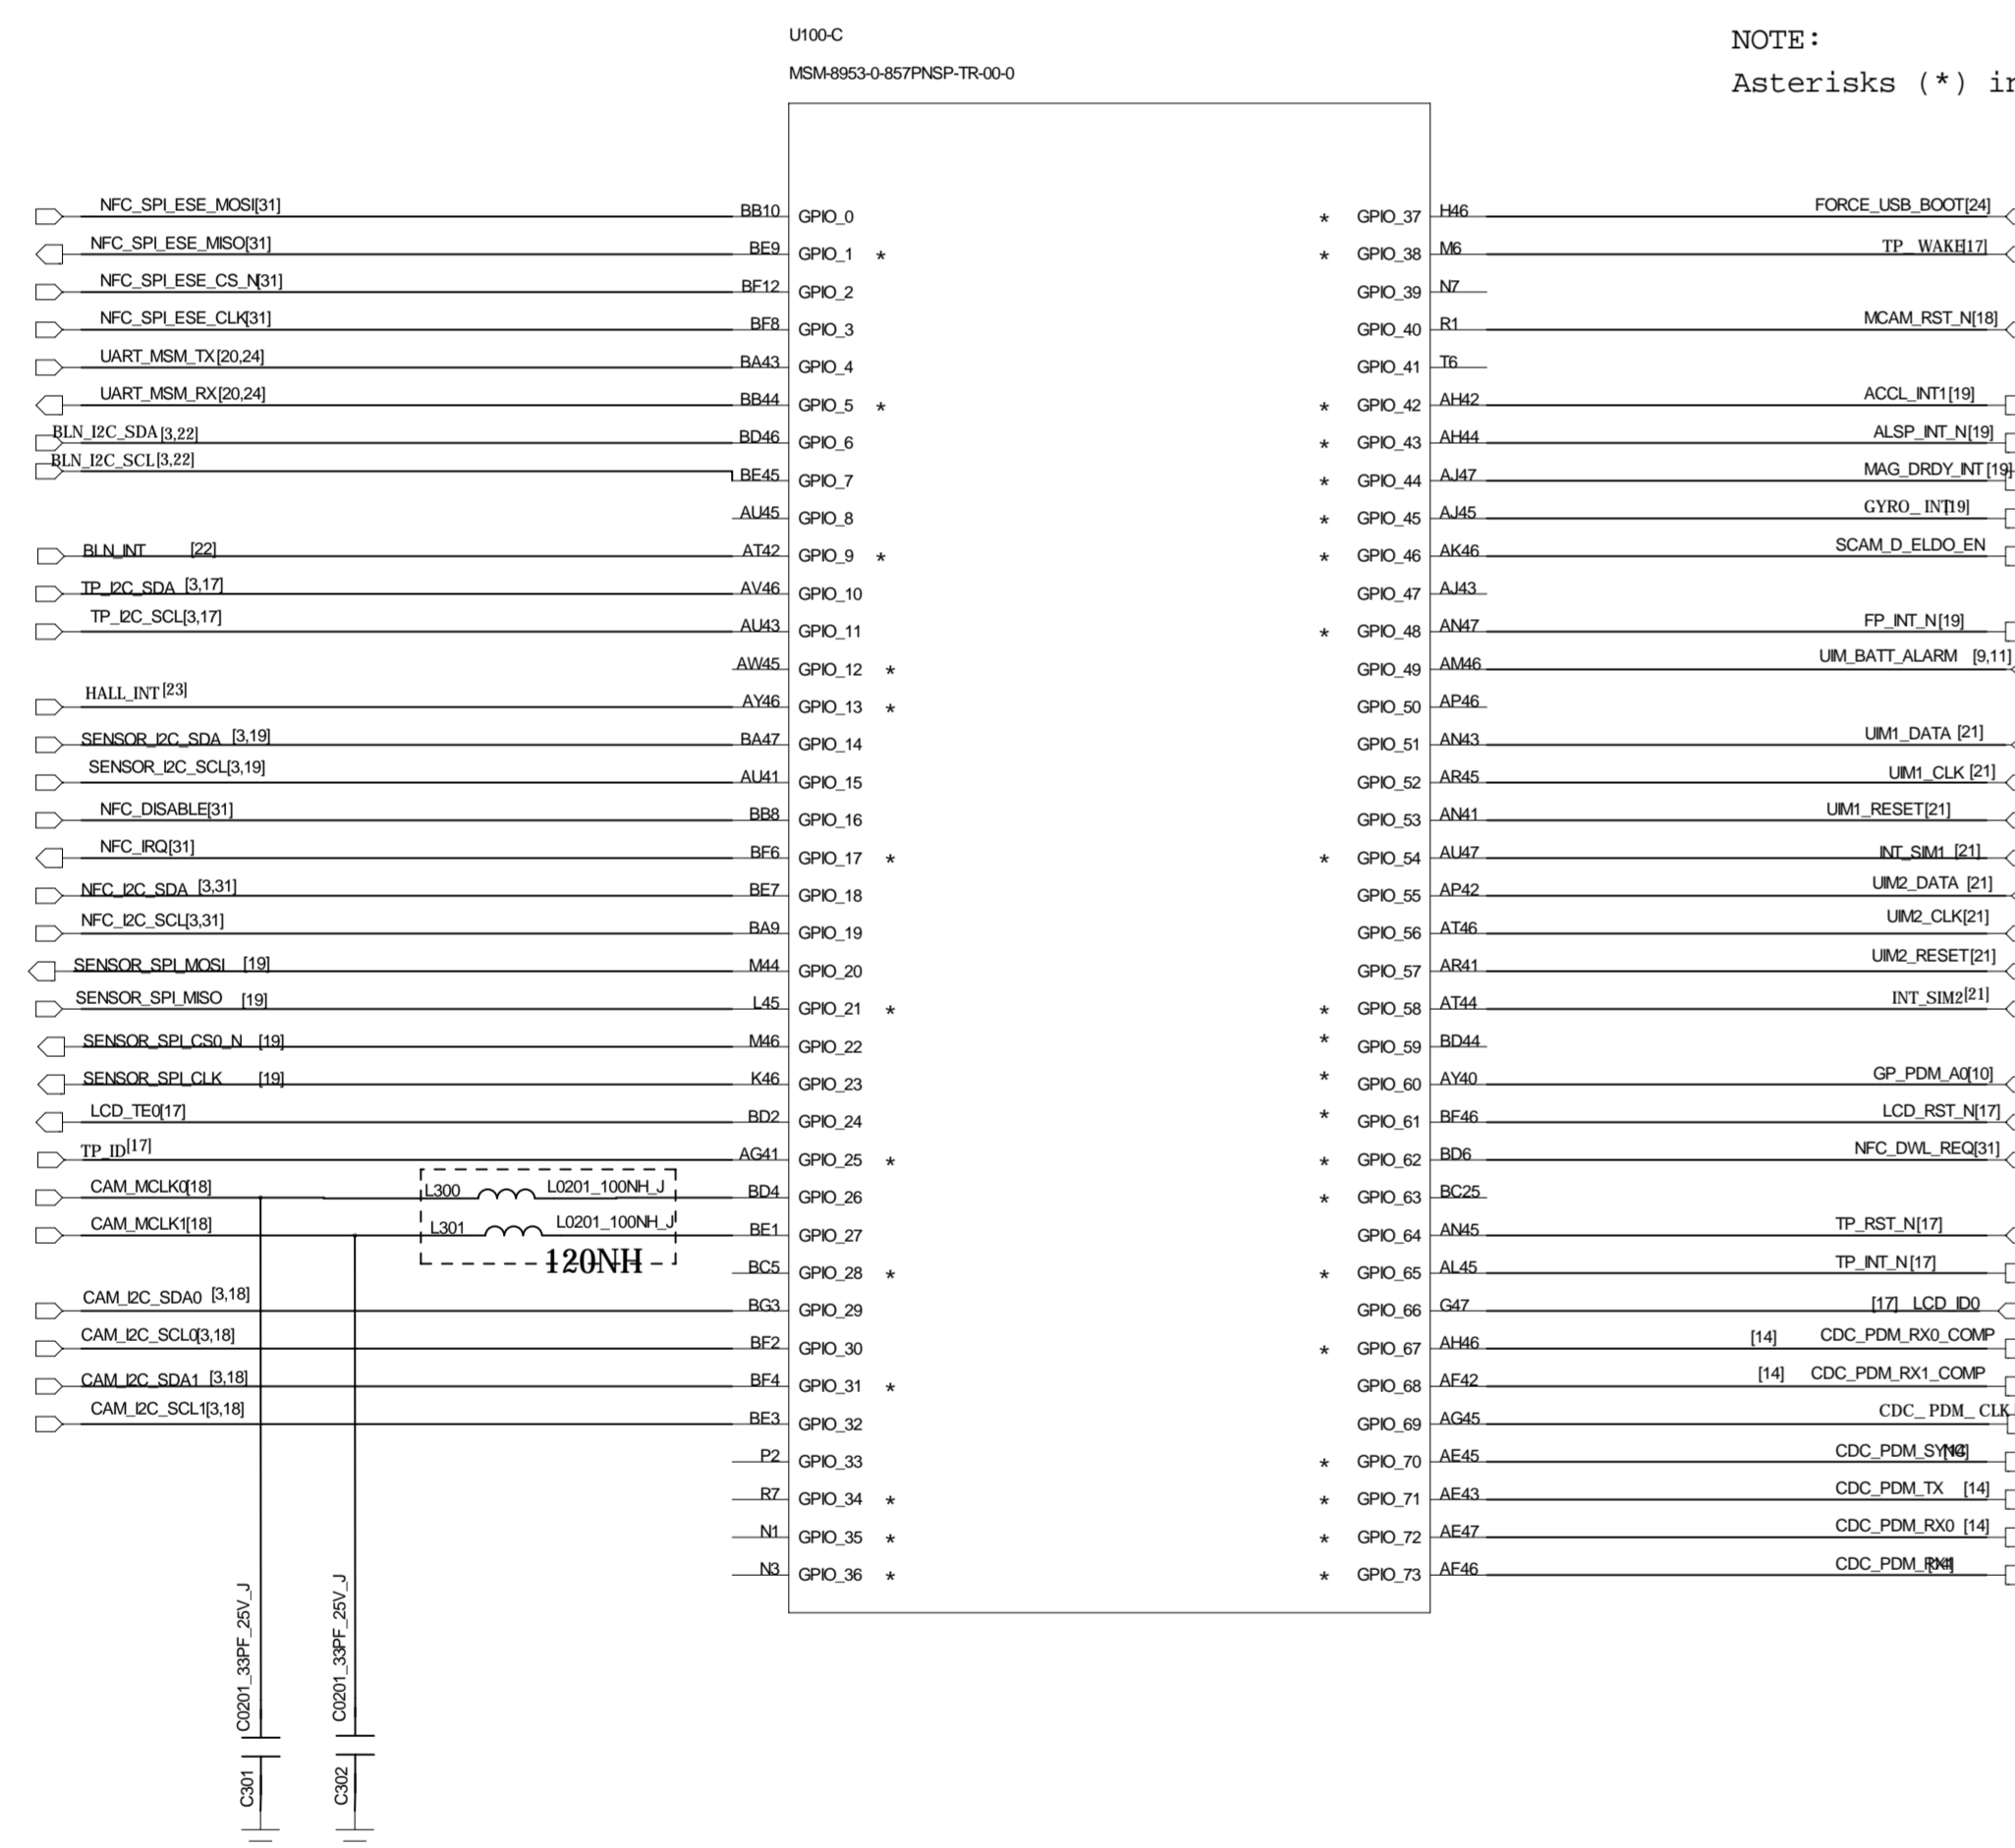 U100-C
MSM-8953-0-857PNSP-TR-00-0
NOTE:
Asterisks (*)
NFC_SPI_ESE_MOSI[31] BB10 GPIO_0 * GPIO_37 H46 FORCE_USB_BOOT[24]
NFC_SPI_ESE_MISO[31] BE9 GPIO_1 * * GPIO_38 M6 TP_WAKE[17]
NFC_SPI_ESE_CS_N[31] BF12 GPIO_2 GPIO_39 N7
NFC_SPI_ESE_CLK[31] BF8 GPIO_3 GPIO_40 R1 MCAM_RST_N[18]
UART_MSM_TX[20,24] BA43 GPIO_4 GPIO_41 T6
UART_MSM_RX[20,24] BB44 GPIO_5 * * GPIO_42 AH42 ACCL_INT1[19]
BLN_I2C_SDA[3,22] BD46 GPIO_6 * GPIO_43 AH44 ALSP_INT_N[19]
BLN_I2C_SCL[3,22] BE45 GPIO_7 * GPIO_44 AJ47 MAG_DRDY_INT[19]
AU45 GPIO_8 * GPIO_45 AJ45 GYRO_INT[19]
BLN_INT [22] AT42 GPIO_9 * * GPIO_46 AK46 SCAM_D_ELDO_EN
TP_I2C_SDA [3,17] AV46 GPIO_10 GPIO_47 AJ43
TP_I2C_SCL[3,17] AU43 GPIO_11 * GPIO_48 AN47 FP_INT_N[19]
AW45 GPIO_12 * GPIO_49 AM46 UIM_BATT_ALARM [9,11]
HALL_INT[23] AY46 GPIO_13 * GPIO_50 AP46
SENSOR_I2C_SDA [3,19] BA47 GPIO_14 GPIO_51 AN43 UIM1_DATA [21]
SENSOR_I2C_SCL[3,19] AU41 GPIO_15 GPIO_52 AR45 UIM1_CLK [21]
NFC_DISABLE[31] BB8 GPIO_16 GPIO_53 AN41 UIM1_RESET[21]
NFC_IRQ[31] BF6 GPIO_17 * * GPIO_54 AU47 INT_SIM1 [21]
NFC_I2C_SDA [3,31] BE7 GPIO_18 GPIO_55 AP42 UIM2_DATA [21]
NFC_I2C_SCL[3,31] BA9 GPIO_19 GPIO_56 AT46 UIM2_CLK[21]
SENSOR_SPI_MOSI [19] M44 GPIO_20 GPIO_57 AR41 UIM2_RESET[21]
SENSOR_SPI_MISO [19] L45 GPIO_21 * * GPIO_58 AT44 INT_SIM2[21]
SENSOR_SPI_CS0_N [19] M46 GPIO_22 * GPIO_59 BD44
SENSOR_SPI_CLK [19] K46 GPIO_23 * GPIO_60 AY40 GP_PDM_A0[10]
LCD_TE0[17] BD2 GPIO_24 * GPIO_61 BF46 LCD_RST_N[17]
TP_ID[17] AG41 GPIO_25 * * GPIO_62 BD6 NFC_DWL_REQ[31]
CAM_MCLK0[18] L300 L0201_100NH_J BD4 GPIO_26 * GPIO_63 BC25
CAM_MCLK1[18] L301 L0201_100NH_J BE1 GPIO_27 GPIO_64 AN45 TP_RST_N[17]
120NH
BC5 GPIO_28 * * GPIO_65 AL45 TP_INT_N[17]
CAM_I2C_SDA0 [3,18] BG3 GPIO_29 GPIO_66 G47 [17] LCD_ID0
CAM_I2C_SCL0[3,18] BF2 GPIO_30 * GPIO_67 AH46 [14] CDC_PDM_RX0_COMP
CAM_I2C_SDA1 [3,18] BF4 GPIO_31 * GPIO_68 AF42 [14] CDC_PDM_RX1_COMP
CAM_I2C_SCL1[3,18] BE3 GPIO_32 GPIO_69 AG45 CDC_PDM_CLK
P2 GPIO_33 * GPIO_70 AE45 CDC_PDM_SYNC[14]
R7 GPIO_34 * * GPIO_71 AE43 CDC_PDM_TX [14]
N1 GPIO_35 * * GPIO_72 AE47 CDC_PDM_RX0 [14]
N3 GPIO_36 * * GPIO_73 AF46 CDC_PDM_RX1[14]
C0201_33PF_25V_J
C0201_33PF_25V_J
C301
C302